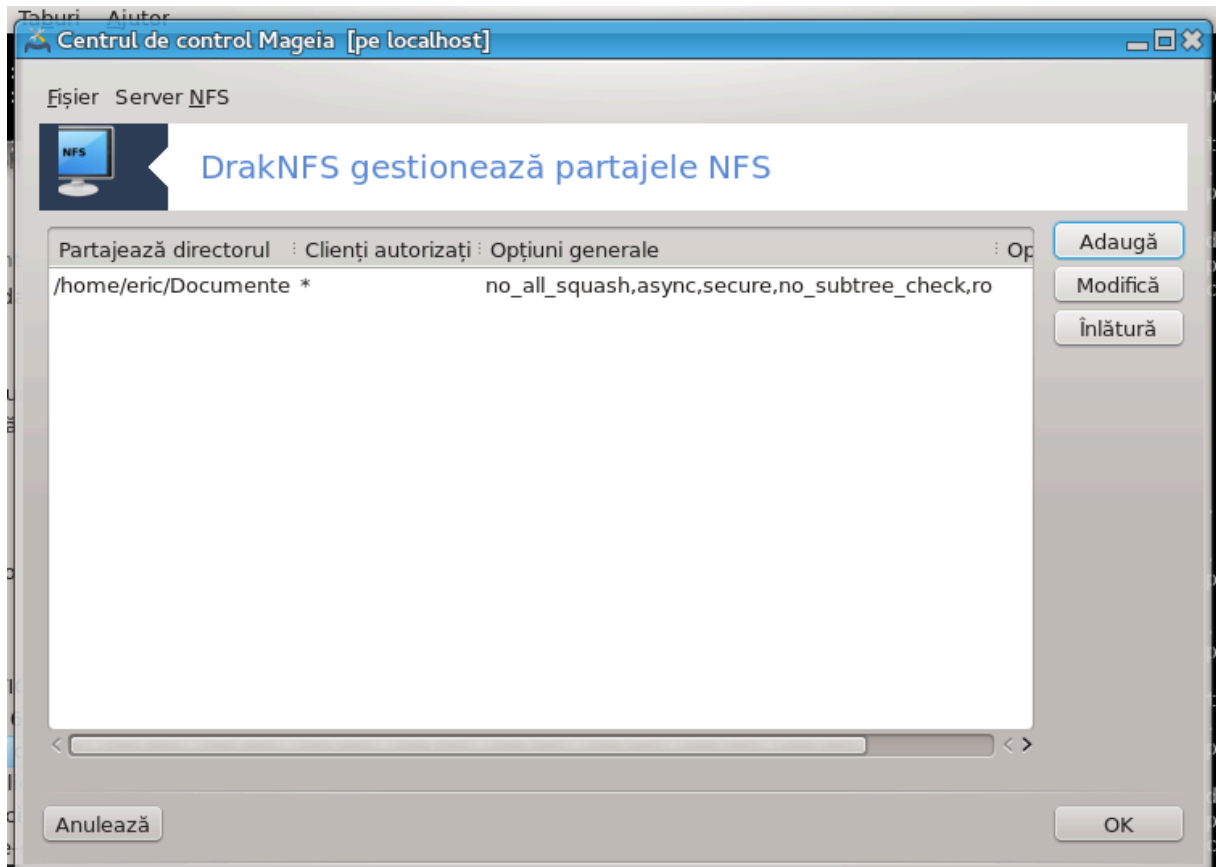 Taburi Ajutor
Centrul de control Mageia [pe localhost]
Fișier Server NFS
NFS
DrakNFS gestionează partajele NFS
Partajează directorul Clienți autorizați Opțiuni generale Op
/home/eric/Documente * no_all_squash,async,secure,no_subtree_check,ro
Adaugă
Modifică
Înlătură
Anulează
OK